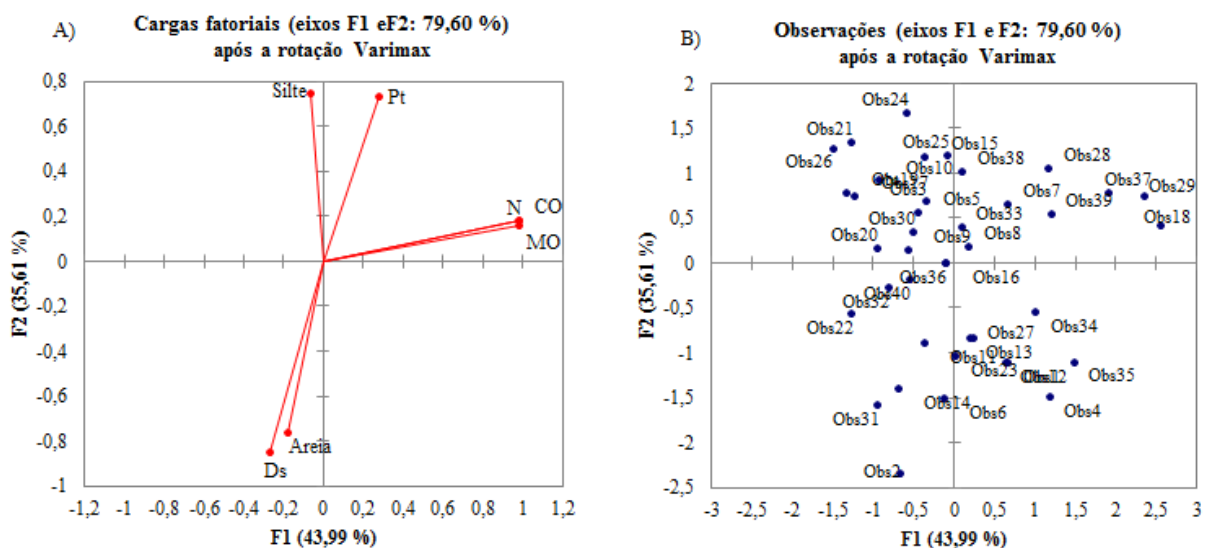 A)
Cargas fatoriais (eixos F1 eF2: 79,60 %)
após a rotação Varimax
0,8
0,6
0,4
0,2
0
-0,2
-0,4
-0,6
-0,8
-1
F2 (35,61 %)
Silte
Pt
N
CO
MO
Areia
Ds
-1,2
-1
-0,8
-0,6
-0,4
-0,2
0
0,2
0,4
0,6
0,8
1
1,2
F1 (43,99 %)
B)
Observações (eixos F1 e F2: 79,60 %)
após a rotação Varimax
2
1,5
1
0,5
0
-0,5
-1
-1,5
-2
-2,5
F2 (35,61 %)
Obs24
Obs21
Obs25
Obs15
Obs26
Obs10
Obs38
Obs28
Obs3
Obs7
Obs37
Obs29
Obs5
Obs39
Obs30
Obs33
Obs18
Obs20
Obs9
Obs8
Obs36
Obs16
Obs32
Obs40
Obs22
Obs27
Obs34
Obs11
Obs13
Obs23
Obs12
Obs35
Obs31
Obs14
Obs6
Obs4
Obs2
-3
-2,5
-2
-1,5
-1
-0,5
0
0,5
1
1,5
2
2,5
3
F1 (43,99 %)